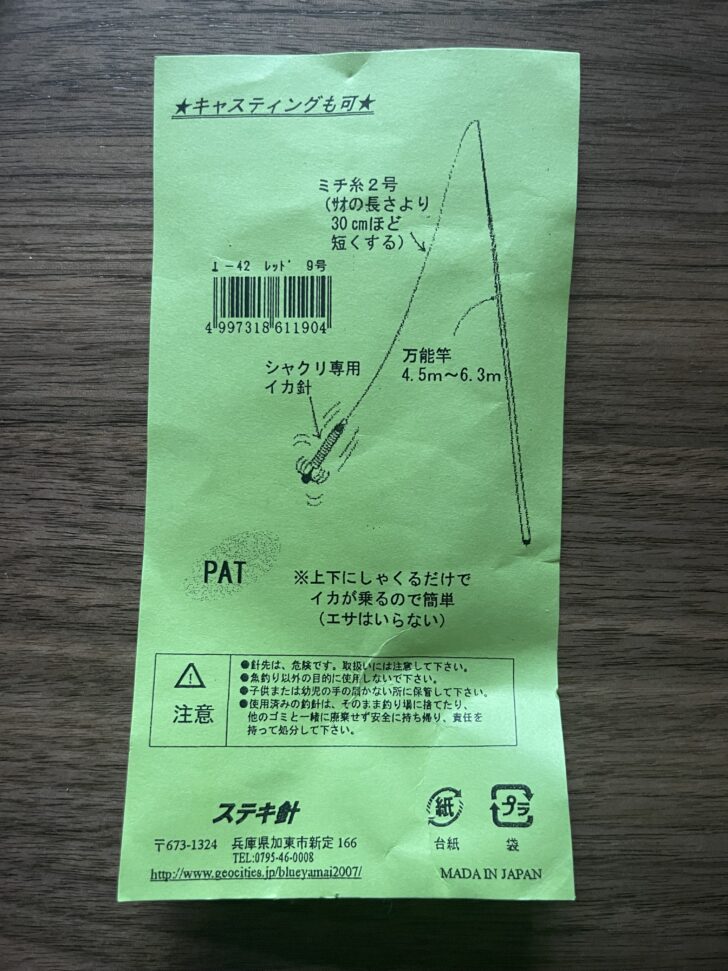 ★キャスティングも可★
ミチ糸２号
（ｻｵの長さより
30㎝ほど
短くする）
ｴ-42 ﾚｯﾄﾞ 9号
4 997318 611904
シャクリ専用
イカ針
万能竿
4.5m～6.3m
PAT
※上下にしゃくるだけで
イカが乗るので簡単
（エサはいらない）
注意
●針先は、危険です。取扱いには注意して下さい。
●魚釣り以外の目的に使用しないで下さい。
●子供または幼児の手の届かない所に保管して下さい。
●使用済みの釣針は、そのまま釣り場に捨てたり、
他のゴミと一緒に廃棄せず安全に持ち帰り、責任を
持って処分して下さい。
ステキ針
〒673-1324 兵庫県加東市新定 166
TEL:0795-46-0008
http://www.geocities.jp/blueyamai2007/
紙
台紙
プラ
袋
MADE IN JAPAN